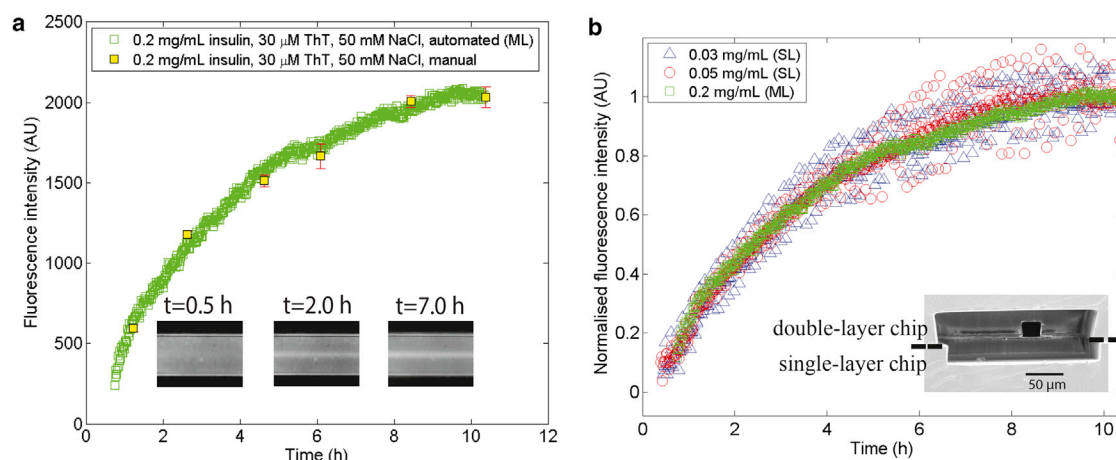 a
2500
2000
1500
1000
500
0
Fluorescence intensity (AU)
0.2 mg/mL insulin, 30 μM ThT, 50 mM NaCl, automated (ML)
0.2 mg/mL insulin, 30 μM ThT, 50 mM NaCl, manual
t=0.5 h
t=2.0 h
t=7.0 h
0 2 4 6 8 10 12
Time (h)
b
Normalised fluorescence intensity (AU)
1
0.8
0.6
0.4
0.2
0
0.03 mg/mL (SL)
0.05 mg/mL (SL)
0.2 mg/mL (ML)
double-layer chip
single-layer chip
50 μm
2 4 6 8 10
Time (h)